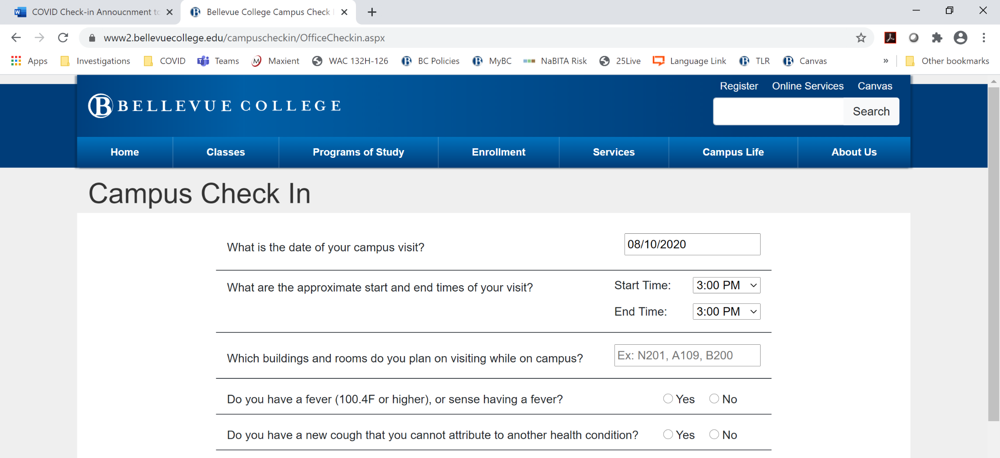 COVID Check-in Annoucnment to
Bellevue College Campus Check
www2.bellevuecollege.edu/campuscheckin/OfficeCheckin.aspx
Apps Investigations COVID Teams Maxient WAC 132H-126 BC Policies MyBC NaBITA Risk 25Live Language Link TLR Canvas » Other bookmarks
Register Online Services Canvas
B BELLEVUE COLLEGE
Search
Home Classes Programs of Study Enrollment Services Campus Life About Us
Campus Check In
What is the date of your campus visit? 08/10/2020
What are the approximate start and end times of your visit? Start Time: 3:00 PM
End Time: 3:00 PM
Which buildings and rooms do you plan on visiting while on campus? Ex: N201, A109, B200
Do you have a fever (100.4F or higher), or sense having a fever? Yes No
Do you have a new cough that you cannot attribute to another health condition? Yes No